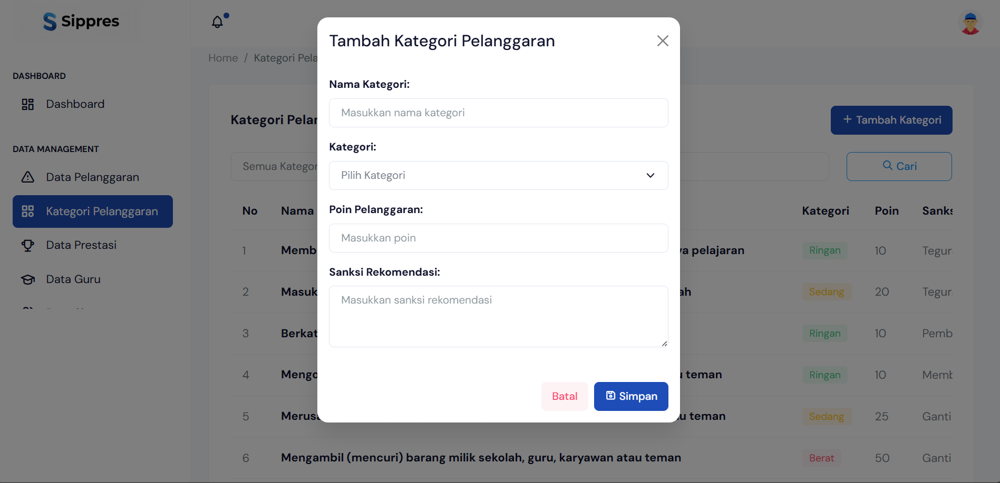 Sippres
DASHBOARD
Dashboard
DATA MANAGEMENT
Data Pelanggaran
Kategori Pelanggaran
Data Prestasi
Data Guru
Home / Kategori Pela
Kategori Pelan
+ Tambah Kategori
Semua Kategor
Cari
No Nama Kategori Poin Sanks
1 Memb a pelajaran Ringan 10 Tegur
2 Masuk ah Sedang 20 Tegur
3 Berkat Ringan 10 Pemb
4 Mengo u teman Ringan 10 Memb
5 Merusa u teman Sedang 25 Ganti
6 Mengambil (mencuri) barang milik sekolah, guru, karyawan atau teman Berat 50 Ganti
Tambah Kategori Pelanggaran
Nama Kategori:
Masukkan nama kategori
Kategori:
Pilih Kategori
Poin Pelanggaran:
Masukkan poin
Sanksi Rekomendasi:
Masukkan sanksi rekomendasi
Batal
Simpan